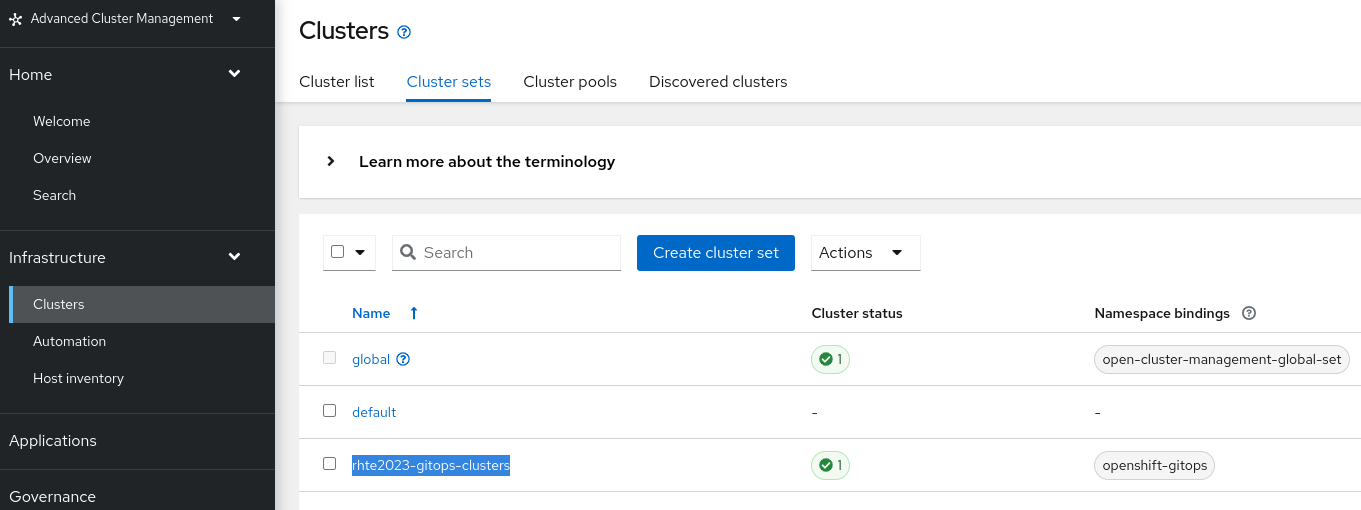 Advanced Cluster Management
Home
Welcome
Overview
Search
Infrastructure
Clusters
Automation
Host inventory
Applications
Governance
Clusters
Cluster list Cluster sets Cluster pools Discovered clusters
Learn more about the terminology
Search Create cluster set Actions
Name Cluster status Namespace bindings
global 1 open-cluster-management-global-set
default - -
rhte2023-gitops-clusters 1 openshift-gitops